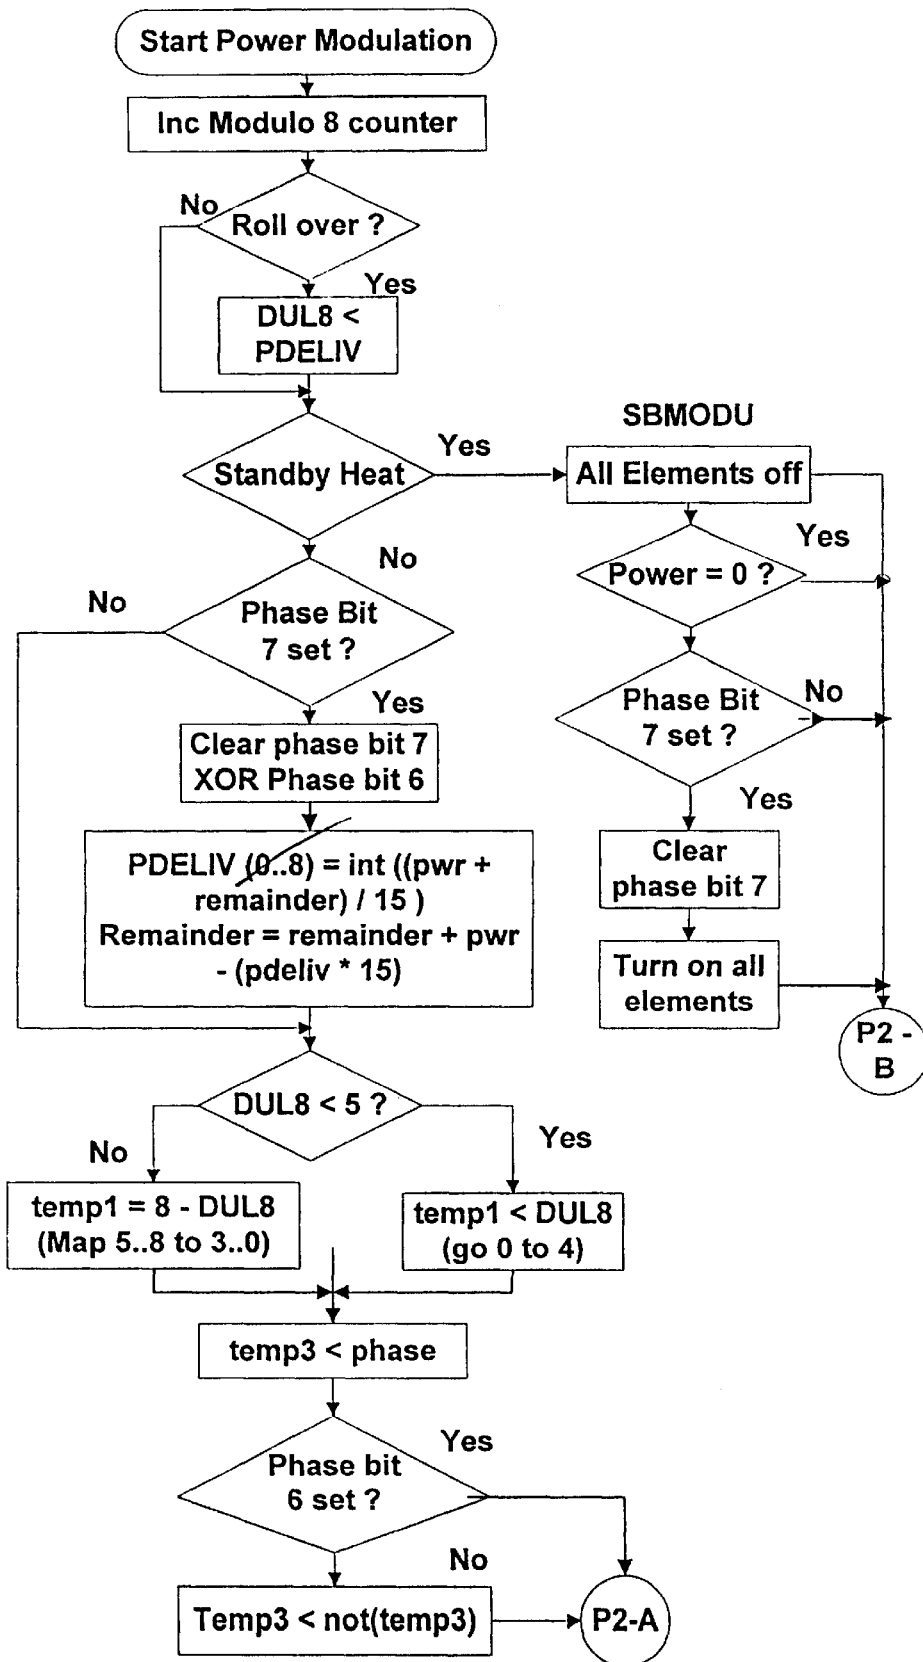 Start Power Modulation
Inc Modulo 8 counter
No
Roll over ?
Yes
DUL8 <
PDELIV
SBMODU
Standby Heat
Yes
All Elements off
No
Yes
Power = 0 ?
No
Phase Bit
7 set ?
Yes
Phase Bit
7 set ?
No
Yes
Clear phase bit 7
XOR Phase bit 6
Clear
phase bit 7
PDELIV (0..8) = int ((pwr +
remainder) / 15 )
Remainder = remainder + pwr
- (pdeliv * 15)
Turn on all
elements
P2 -
B
DUL8 < 5 ?
No
Yes
temp1 = 8 - DUL8
(Map 5..8 to 3..0)
temp1 < DUL8
(go 0 to 4)
temp3 < phase
Phase bit
6 set ?
Yes
No
Temp3 < not(temp3)
P2-A